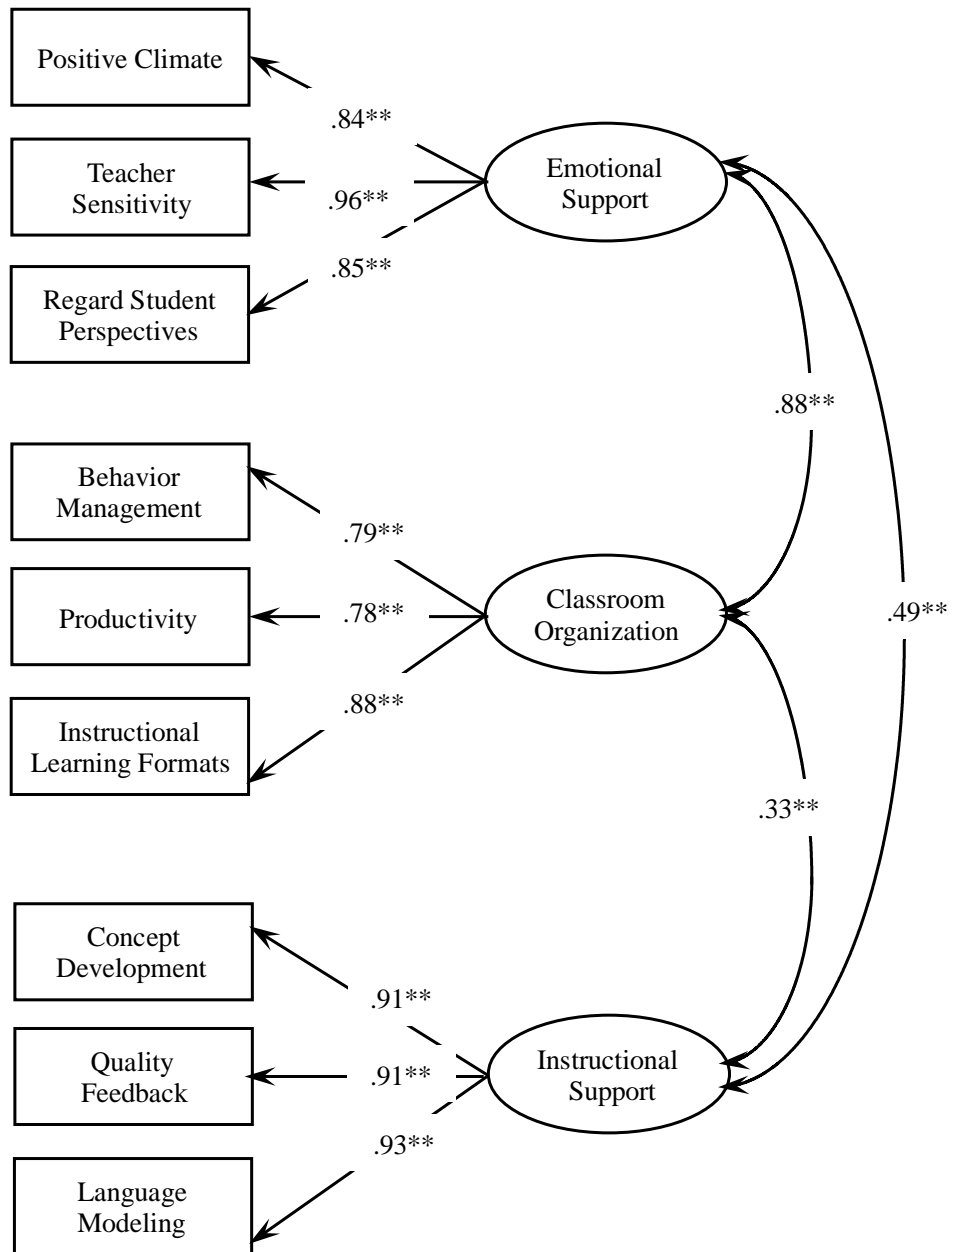 Positive Climate
.84**
Teacher
Sensitivity
.96**
Emotional
Support
.85**
Regard Student
Perspectives
.88**
Behavior
Management
.79**
Productivity
.78**
Classroom
Organization
.49**
.88**
Instructional
Learning Formats
.33**
Concept
Development
.91**
Quality
Feedback
.91**
Instructional
Support
.93**
Language
Modeling